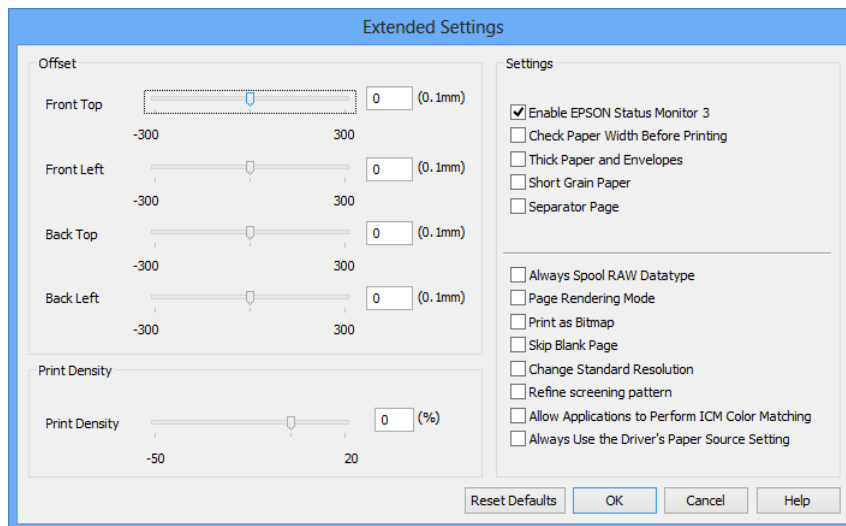 Extended Settings
Offset
Front Top
0 (0.1mm)
-300 300
Front Left
0 (0.1mm)
-300 300
Back Top
0 (0.1mm)
-300 300
Back Left
0 (0.1mm)
-300 300
Print Density
Print Density
0 (%)
-50 20
Settings
Enable EPSON Status Monitor 3
Check Paper Width Before Printing
Thick Paper and Envelopes
Short Grain Paper
Separator Page
Always Spool RAW Datatype
Page Rendering Mode
Print as Bitmap
Skip Blank Page
Change Standard Resolution
Refine screening pattern
Allow Applications to Perform ICM Color Matching
Always Use the Driver's Paper Source Setting
Reset Defaults OK Cancel Help